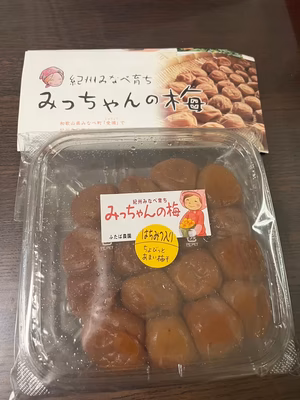 紀州みなべ育ち
みっちゃんの梅
紀州みなべ育ち
みっちゃんの梅
ふたば農園
はちみつ入り
ちょぴっと
あまい梅干